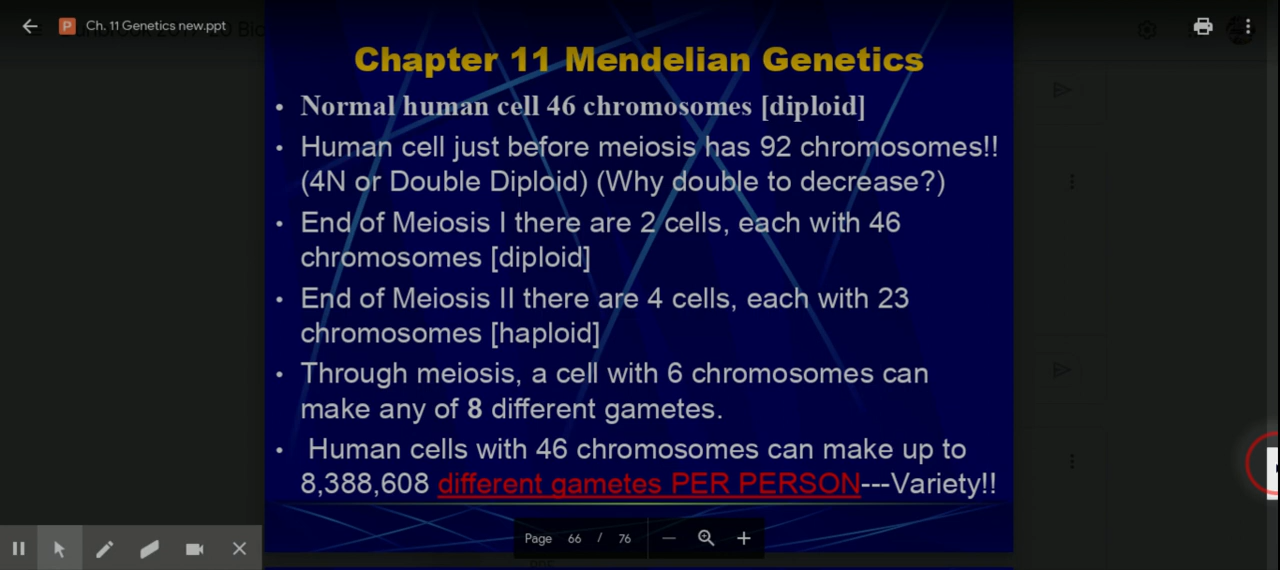 Ch. 11 Genetics new.ppt
Chapter 11 Mendelian Genetics
• Normal human cell 46 chromosomes [diploid]
• Human cell just before meiosis has 92 chromosomes!!
(4N or Double Diploid) (Why double to decrease?)
• End of Meiosis I there are 2 cells, each with 46
chromosomes [diploid]
• End of Meiosis II there are 4 cells, each with 23
chromosomes [haploid]
• Through meiosis, a cell with 6 chromosomes can
make any of 8 different gametes.
• Human cells with 46 chromosomes can make up to
8,388,608 different gametes PER PERSON---Variety!!
Page 66 / 76